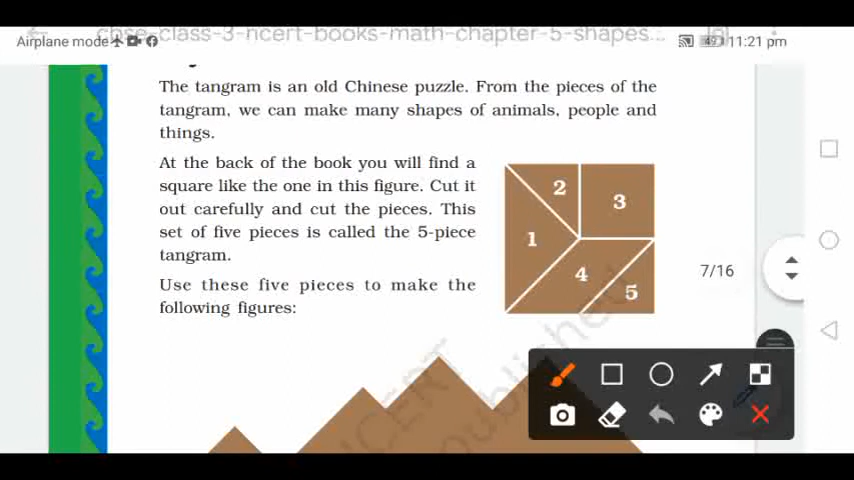 cbse-class-3-ncert-books-math-chapter-5-shapes...
Airplane mode 49 11:21 pm
The tangram is an old Chinese puzzle. From the pieces of the
tangram, we can make many shapes of animals, people and
things.
At the back of the book you will find a
square like the one in this figure. Cut it
out carefully and cut the pieces. This
set of five pieces is called the 5-piece
tangram.
Use these five pieces to make the
following figures:
1
2
3
4
5
7/16
NCERT
published